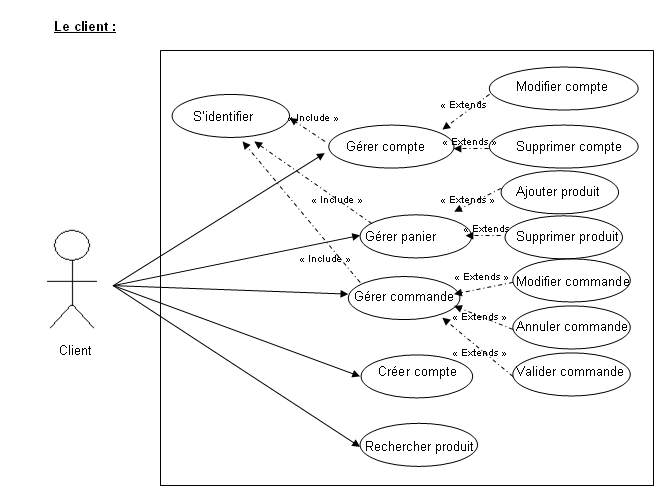 Le client :
Modifier compte
« Extends
S'identifier
« Include »
Gérer compte
« Extends »
Supprimer compte
Ajouter produit
« Include »
« Extends »
Gérer panier
« Extends
Supprimer produit
« Include »
« Extends »
Modifier commande
Gérer commande
« Extends »
Annuler commande
Client
« Extends »
Créer compte
Valider commande
Rechercher produit